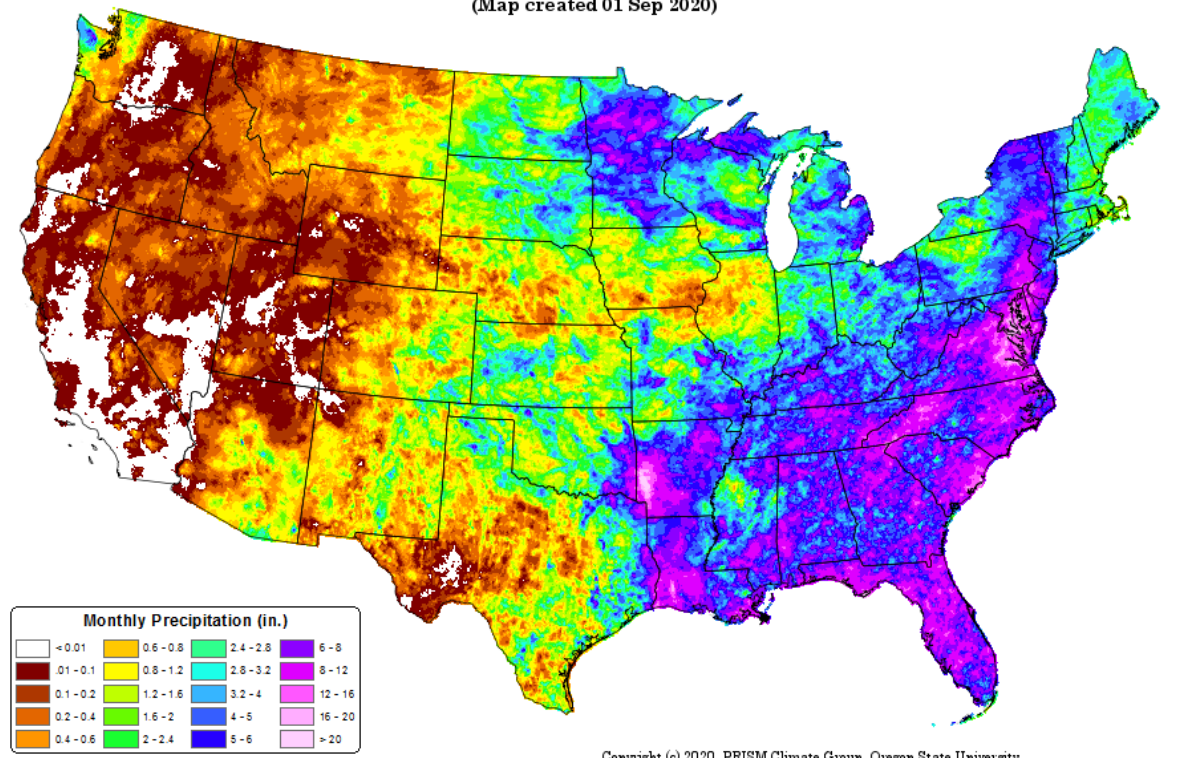 (Map created 01 Sep 2020)
Monthly Precipitation (in.)
< 0.01
.01 - 0.1
0.1 - 0.2
0.2 - 0.4
0.4 - 0.6
0.6 - 0.8
0.8 - 1.2
1.2 - 1.6
1.6 - 2
2 - 2.4
2.4 - 2.8
2.8 - 3.2
3.2 - 4
4 - 5
5 - 6
6 - 8
8 - 12
12 - 16
16 - 20
> 20
Copyright (c) 2020, PRISM Climate Group, Oregon State University